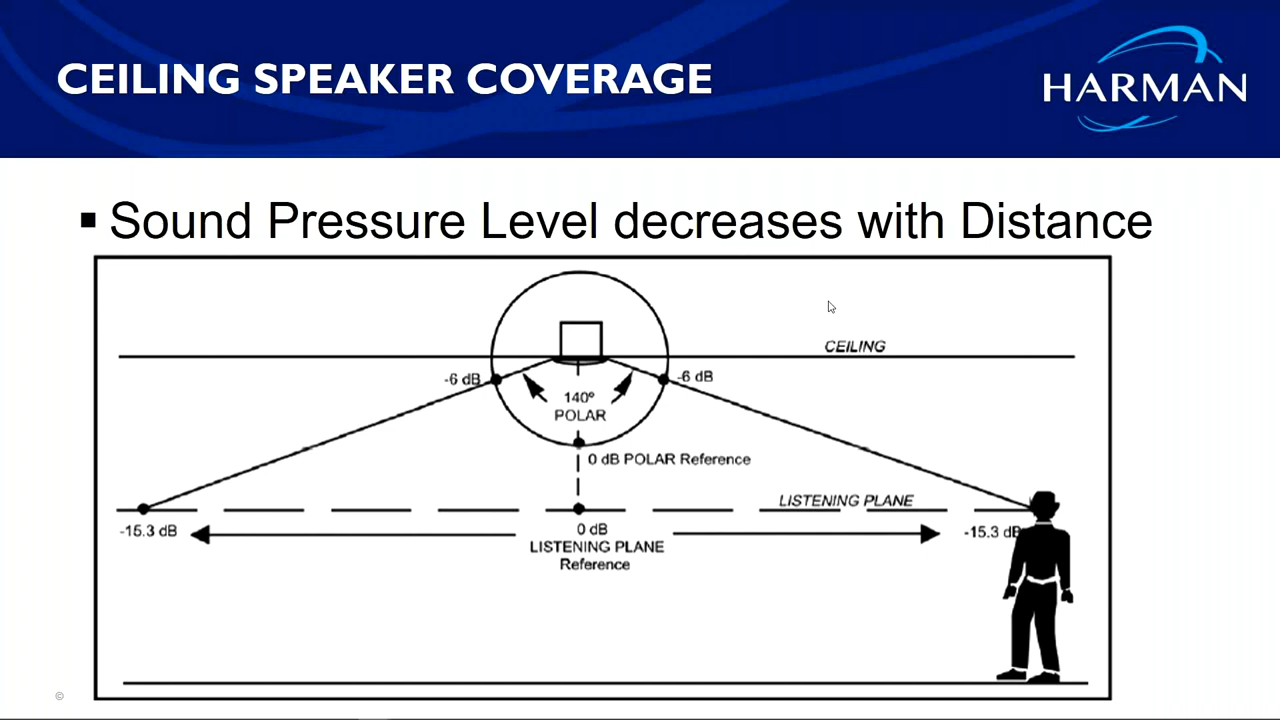 CEILING SPEAKER COVERAGE
HARMAN
▪ Sound Pressure Level decreases with Distance
CEILING
-6 dB
-6 dB
140º
POLAR
0 dB POLAR Reference
LISTENING PLANE
-15.3 dB
0 dB
-15.3 dB
LISTENING PLANE
Reference
©